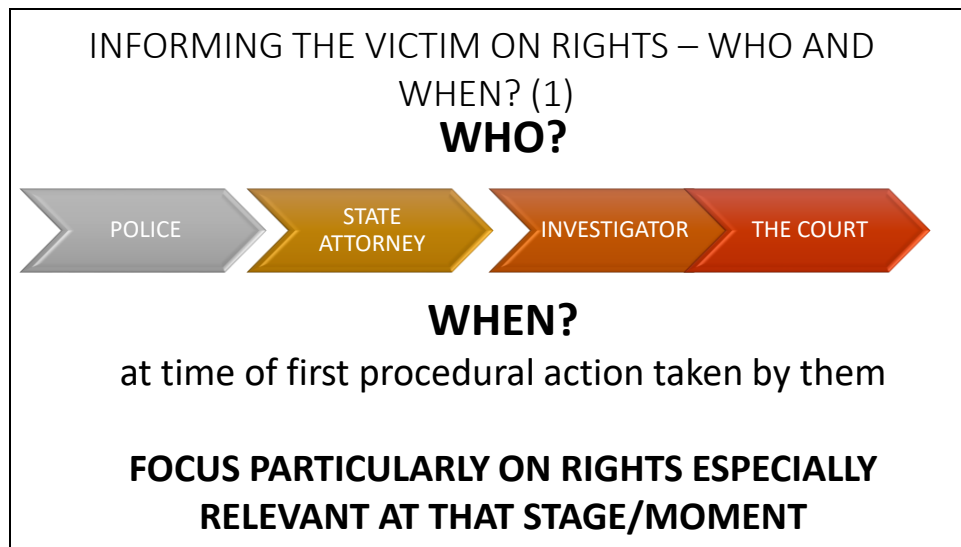 INFORMING THE VICTIM ON RIGHTS – WHO AND
WHEN? (1)
WHO?
POLICE
STATE
ATTORNEY
INVESTIGATOR
THE COURT
WHEN?
at time of first procedural action taken by them
FOCUS PARTICULARLY ON RIGHTS ESPECIALLY
RELEVANT AT THAT STAGE/MOMENT